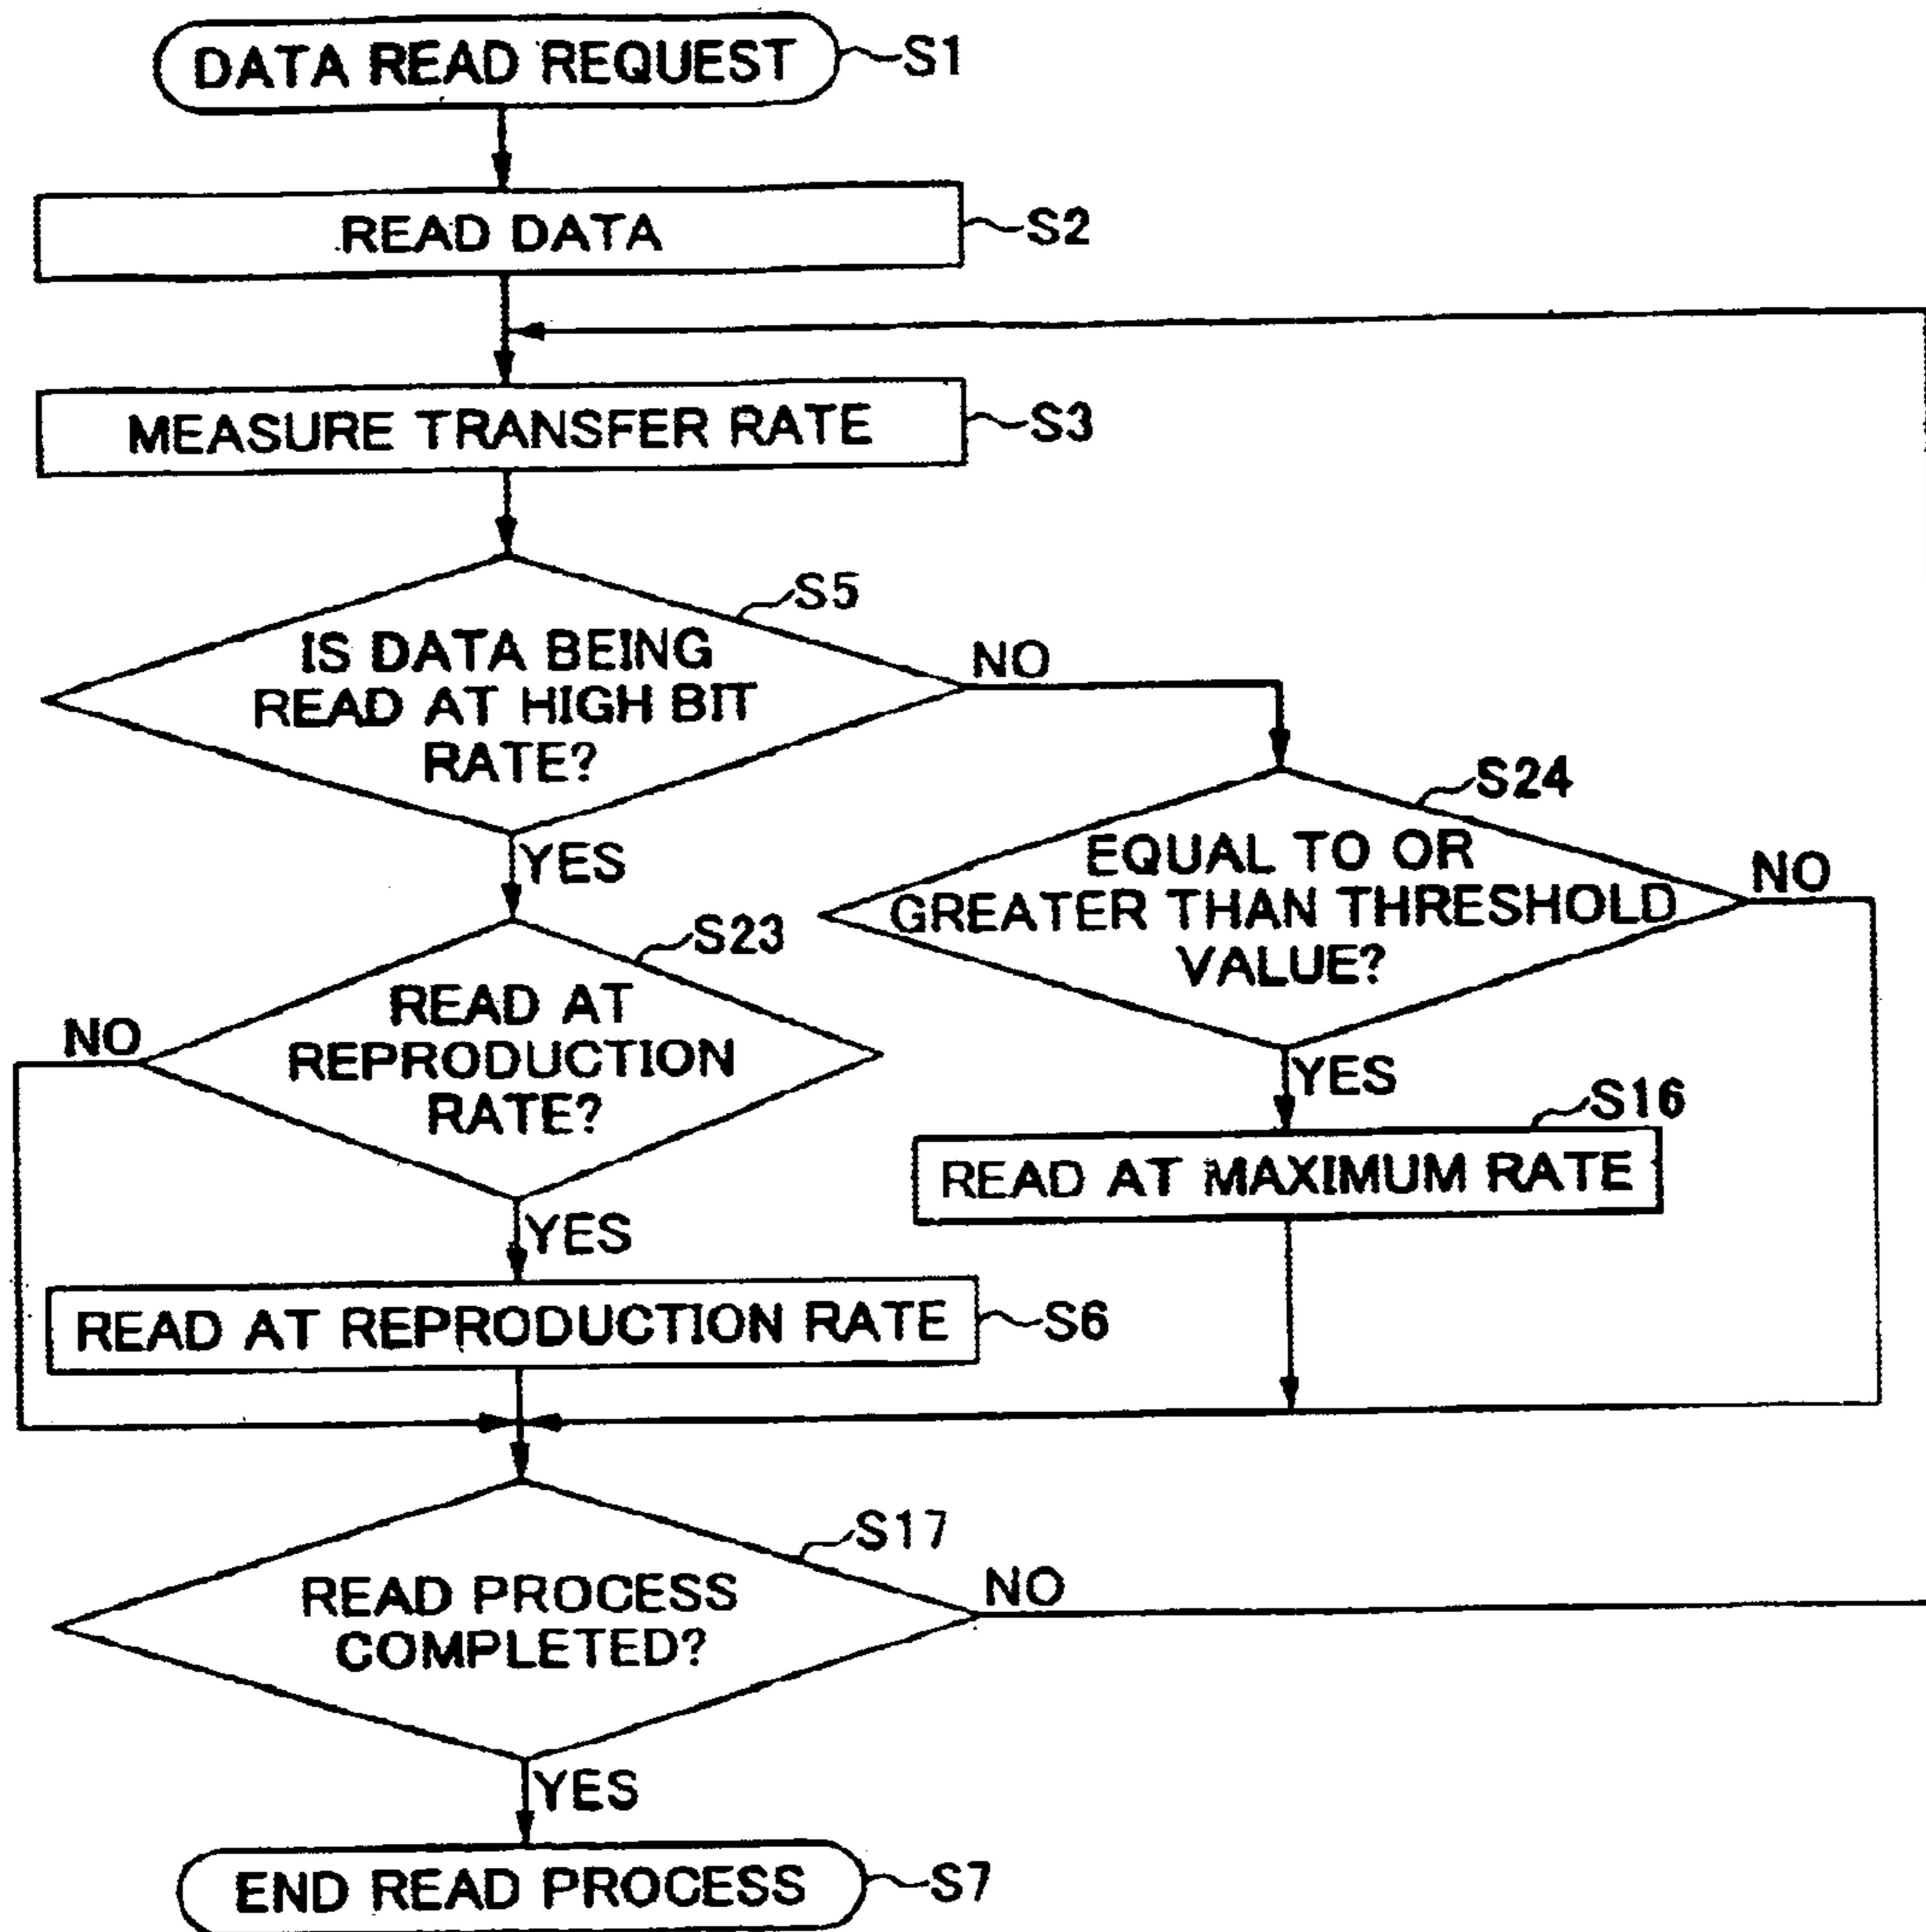 DATA READ REQUEST
S1
READ DATA
S2
MEASURE TRANSFER RATE
S3
S5
IS DATA BEING
READ AT HIGH BIT
RATE?
NO
YES
S24
EQUAL TO OR
GREATER THAN THRESHOLD
VALUE?
NO
YES
S23
READ AT
REPRODUCTION
RATE?
NO
YES
S16
READ AT MAXIMUM RATE
READ AT REPRODUCTION RATE
S6
S17
READ PROCESS
COMPLETED?
NO
YES
END READ PROCESS
S7